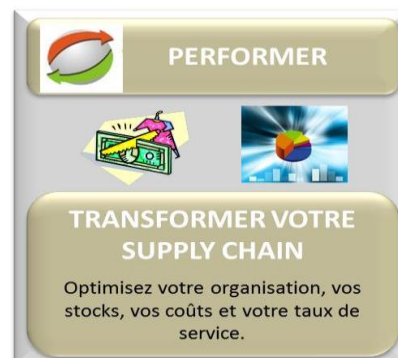 PERFORMER
TRANSFORMER VOTRE
SUPPLY CHAIN
Optimisez votre organisation, vos
stocks, vos coûts et votre taux de
service.